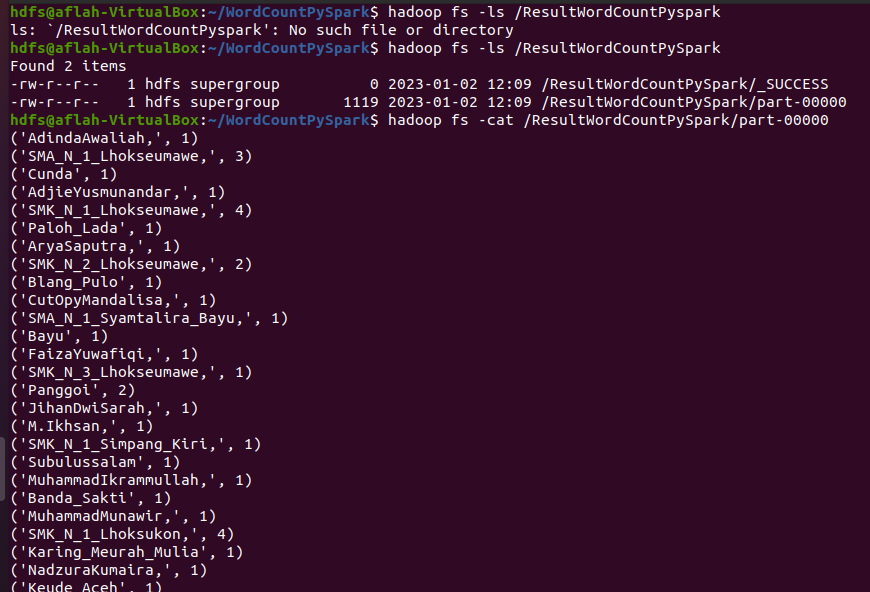 hdfs@aflah-VirtualBox:~/WordCountPySpark$ hadoop fs -ls /ResultWordCountPyspark
ls: `/ResultWordCountPyspark': No such file or directory
hdfs@aflah-VirtualBox:~/WordCountPySpark$ hadoop fs -ls /ResultWordCountPySpark
Found 2 items
-rw-r--r--   1 hdfs supergroup          0 2023-01-02 12:09 /ResultWordCountPySpark/_SUCCESS
-rw-r--r--   1 hdfs supergroup       1119 2023-01-02 12:09 /ResultWordCountPySpark/part-00000
hdfs@aflah-VirtualBox:~/WordCountPySpark$ hadoop fs -cat /ResultWordCountPySpark/part-00000
('AdindaAwaliah,', 1)
('SMA_N_1_Lhokseumawe,', 3)
('Cunda', 1)
('AdjieYusmunandar,', 1)
('SMK_N_1_Lhokseumawe,', 4)
('Paloh_Lada', 1)
('AryaSaputra,', 1)
('SMK_N_2_Lhokseumawe,', 2)
('Blang_Pulo', 1)
('CutOpyMandalisa,', 1)
('SMA_N_1_Syamtalira_Bayu,', 1)
('Bayu', 1)
('FaizaYuwafiqi,', 1)
('SMK_N_3_Lhokseumawe,', 1)
('Panggoi', 2)
('JihanDwiSarah,', 1)
('M.Ikhsan,', 1)
('SMK_N_1_Simpang_Kiri,', 1)
('Subulussalam', 1)
('MuhammadIkrammullah,', 1)
('Banda_Sakti', 1)
('MuhammadMunawir,', 1)
('SMK_N_1_Lhoksukon,', 4)
('Karing_Meurah_Mulia', 1)
('NadzuraKumaira,', 1)
('Keude_Aceh', 1)